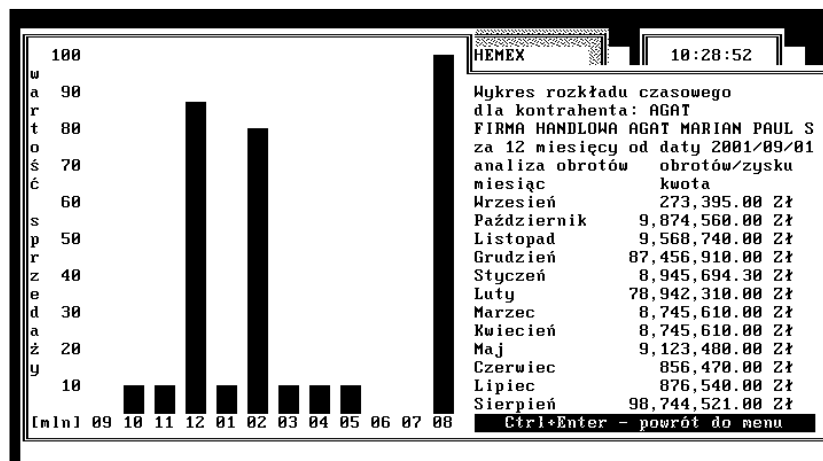 HEMEX
10:28:52
100
90
80
70
60
50
40
30
20
10
wartość sprzedaży
[mln] 09 10 11 12 01 02 03 04 05 06 07 08
Wykres rozkładu czasowego
dla kontrahenta: AGAT
FIRMA HANDLOWA AGAT MARIAN PAUL S
za 12 miesięcy od daty 2001/09/01
analiza obrotów obrotów/zysku
miesiąc kwota
Wrzesień 273,395.00 Zł
Październik 9,874,560.00 Zł
Listopad 9,568,740.00 Zł
Grudzień 87,456,910.00 Zł
Styczeń 8,945,694.30 Zł
Luty 78,942,310.00 Zł
Marzec 8,745,610.00 Zł
Kwiecień 8,745,610.00 Zł
Maj 9,123,480.00 Zł
Czerwiec 856,470.00 Zł
Lipiec 876,540.00 Zł
Sierpień 98,744,521.00 Zł
Ctrl+Enter - powrót do menu